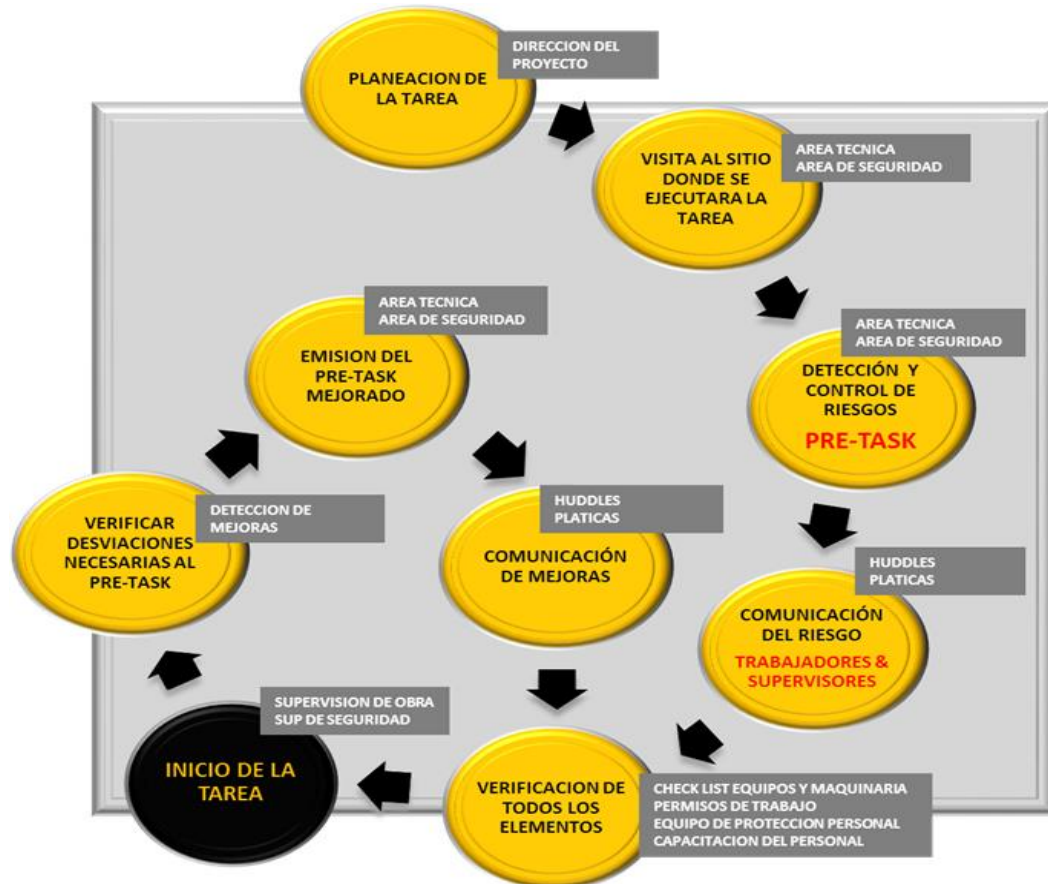 PLANEACION DE
LA TAREA
DIRECCION DEL
PROYECTO
VISITA AL SITIO
DONDE SE
EJECUTARA LA
TAREA
AREA TECNICA
AREA DE SEGURIDAD
DETECCIÓN Y
CONTROL DE
RIESGOS
PRE-TASK
AREA TECNICA
AREA DE SEGURIDAD
COMUNICACIÓN
DEL RIESGO
TRABAJADORES &
SUPERVISORES
HUDDLES
PLATICAS
VERIFICACION DE
TODOS LOS
ELEMENTOS
CHECK LIST EQUIPOS Y MAQUINARIA
PERMISOS DE TRABAJO
EQUIPO DE PROTECCION PERSONAL
CAPACITACION DEL PERSONAL
INICIO DE LA
TAREA
SUPERVISION DE OBRA
SUP DE SEGURIDAD
VERIFICAR
DESVIACIONES
NECESARIAS AL
PRE-TASK
DETECCION DE
MEJORAS
EMISION DEL
PRE-TASK
MEJORADO
AREA TECNICA
AREA DE SEGURIDAD
COMUNICACIÓN
DE MEJORAS
HUDDLES
PLATICAS